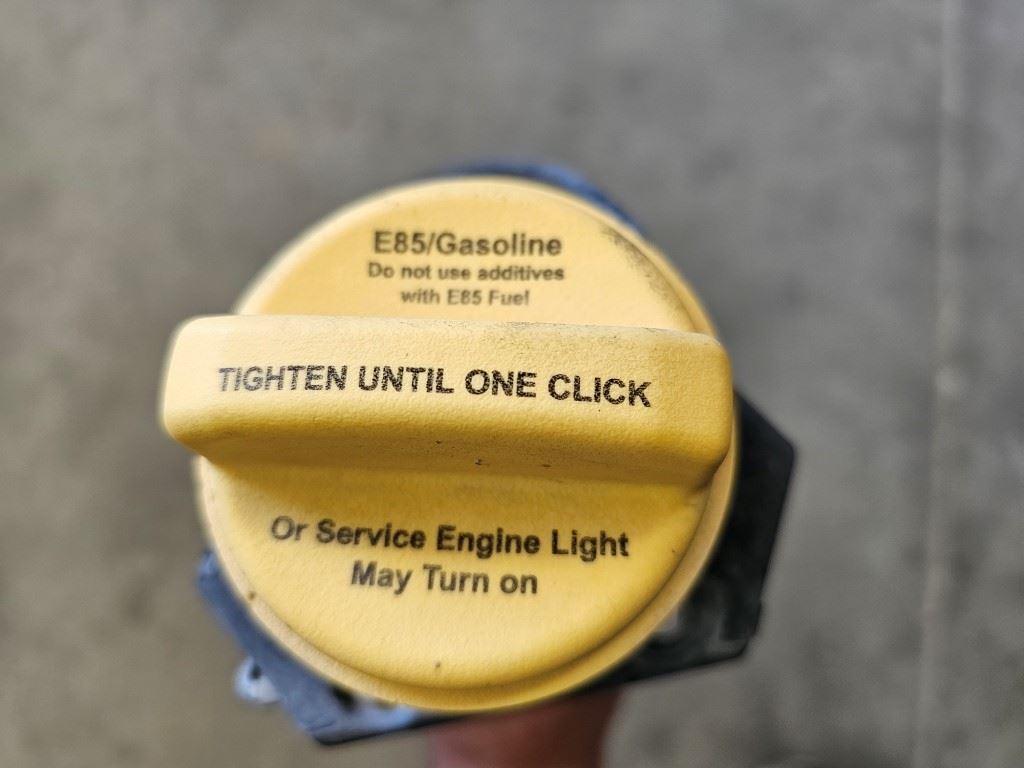 E85/Gasoline
Do not use additives
with E85 Fuel
TIGHTEN UNTIL ONE CLICK
Or Service Engine Light
May Turn on